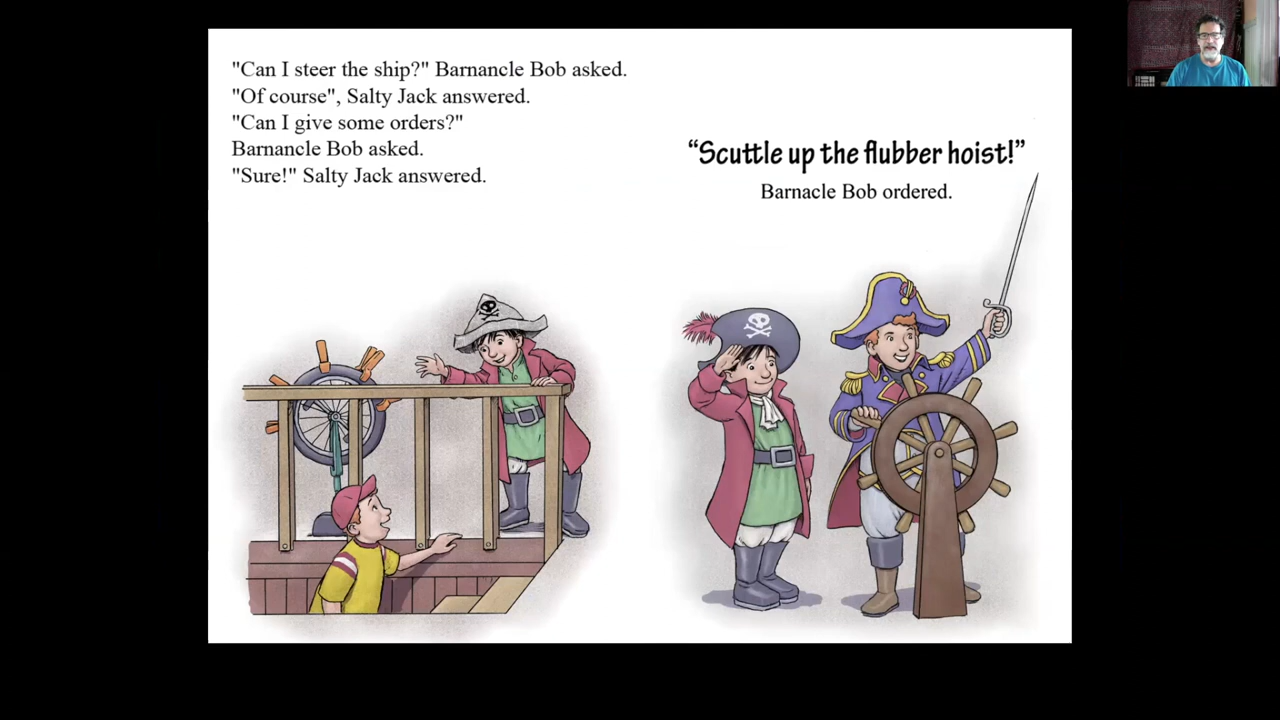 "Can I steer the ship?" Barnancle Bob asked.
"Of course", Salty Jack answered.
"Can I give some orders?"
Barnancle Bob asked.
"Sure!" Salty Jack answered.
“Scuttle up the flubber hoist!”
Barnacle Bob ordered.